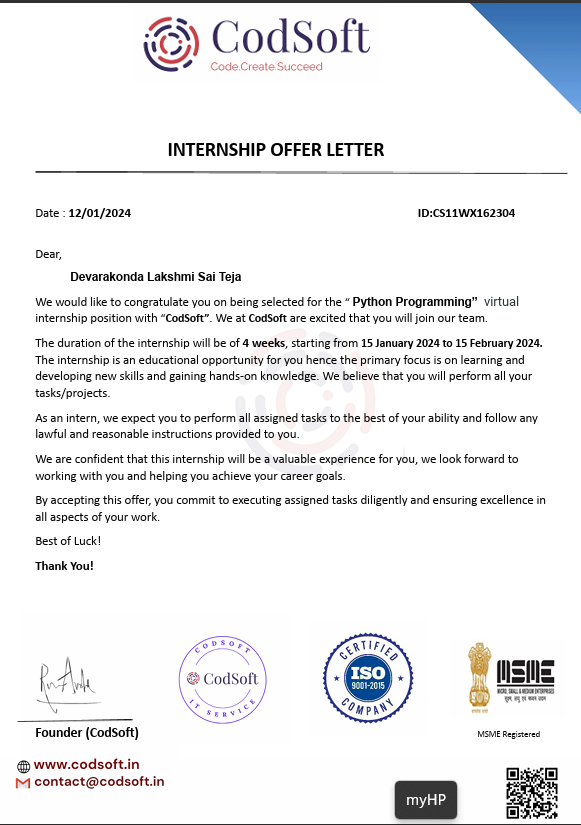 CodSoft
Code.Create.Succeed
INTERNSHIP OFFER LETTER
Date : 12/01/2024
ID:CS11WX162304
Dear,
Devarakonda Lakshmi Sai Teja
We would like to congratulate you on being selected for the “ Python Programming” virtual
internship position with “CodSoft”. We at CodSoft are excited that you will join our team.
The duration of the internship will be of 4 weeks, starting from 15 January 2024 to 15 February 2024.
The internship is an educational opportunity for you hence the primary focus is on learning and
developing new skills and gaining hands-on knowledge. We believe that you will perform all your
tasks/projects.
As an intern, we expect you to perform all assigned tasks to the best of your ability and follow any
lawful and reasonable instructions provided to you.
We are confident that this internship will be a valuable experience for you, we look forward to
working with you and helping you achieve your career goals.
By accepting this offer, you commit to executing assigned tasks diligently and ensuring excellence in
all aspects of your work.
Best of Luck!
Thank You!
CODSOFT
CodSoft
IT SERVICE
CERTIFIED
ISO
9001-2015
COMPANY
MSME
MICRO, SMALL & MEDIUM ENTERPRISES
सूक्ष्म, लघु एवं मध्यम उद्यम
MSME Registered
Founder (CodSoft)
www.codsoft.in
contact@codsoft.in
myHP